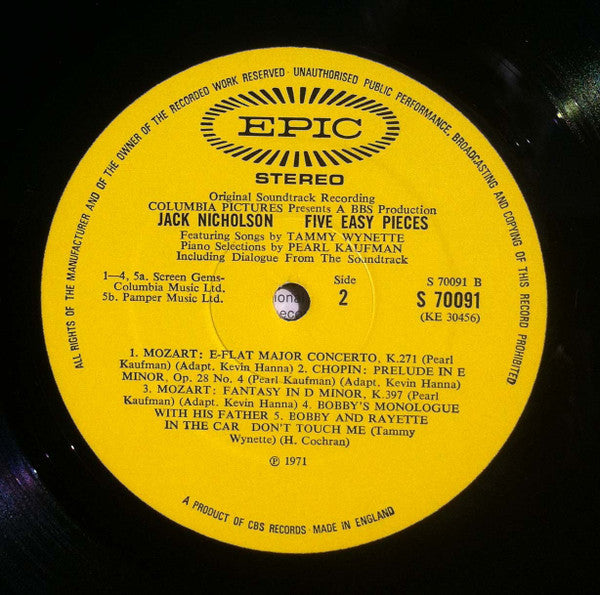 ALL RIGHTS OF THE MANUFACTURER AND OF THE OWNER OF THE RECORDED WORK RESERVED · UNAUTHORISED PUBLIC PERFORMANCE, BROADCASTING AND COPYING OF THIS RECORD PROHIBITED
EPIC
STEREO
Original Soundtrack Recording
COLUMBIA PICTURES Presents A BBS Production
JACK NICHOLSON FIVE EASY PIECES
Featuring Songs by TAMMY WYNETTE
Piano Selections by PEARL KAUFMAN
Including Dialogue From The Soundtrack
1—4, 5a. Screen Gems-
Columbia Music Ltd.
5b. Pamper Music Ltd.
Side
2
S 70091 B
S 70091
(KE 30456)
1. MOZART: E-FLAT MAJOR CONCERTO, K.271 (Pearl
Kaufman) (Adapt. Kevin Hanna) 2. CHOPIN: PRELUDE IN E
MINOR, Op. 28 No. 4 (Pearl Kaufman) (Adapt. Kevin Hanna)
3. MOZART: FANTASY IN D MINOR, K.397 (Pearl
Kaufman) (Adapt. Kevin Hanna) 4. BOBBY'S MONOLOGUE
WITH HIS FATHER 5. BOBBY AND RAYETTE
IN THE CAR DON'T TOUCH ME (Tammy
Wynette) (H. Cochran)
℗ 1971
A PRODUCT OF CBS RECORDS · MADE IN ENGLAND